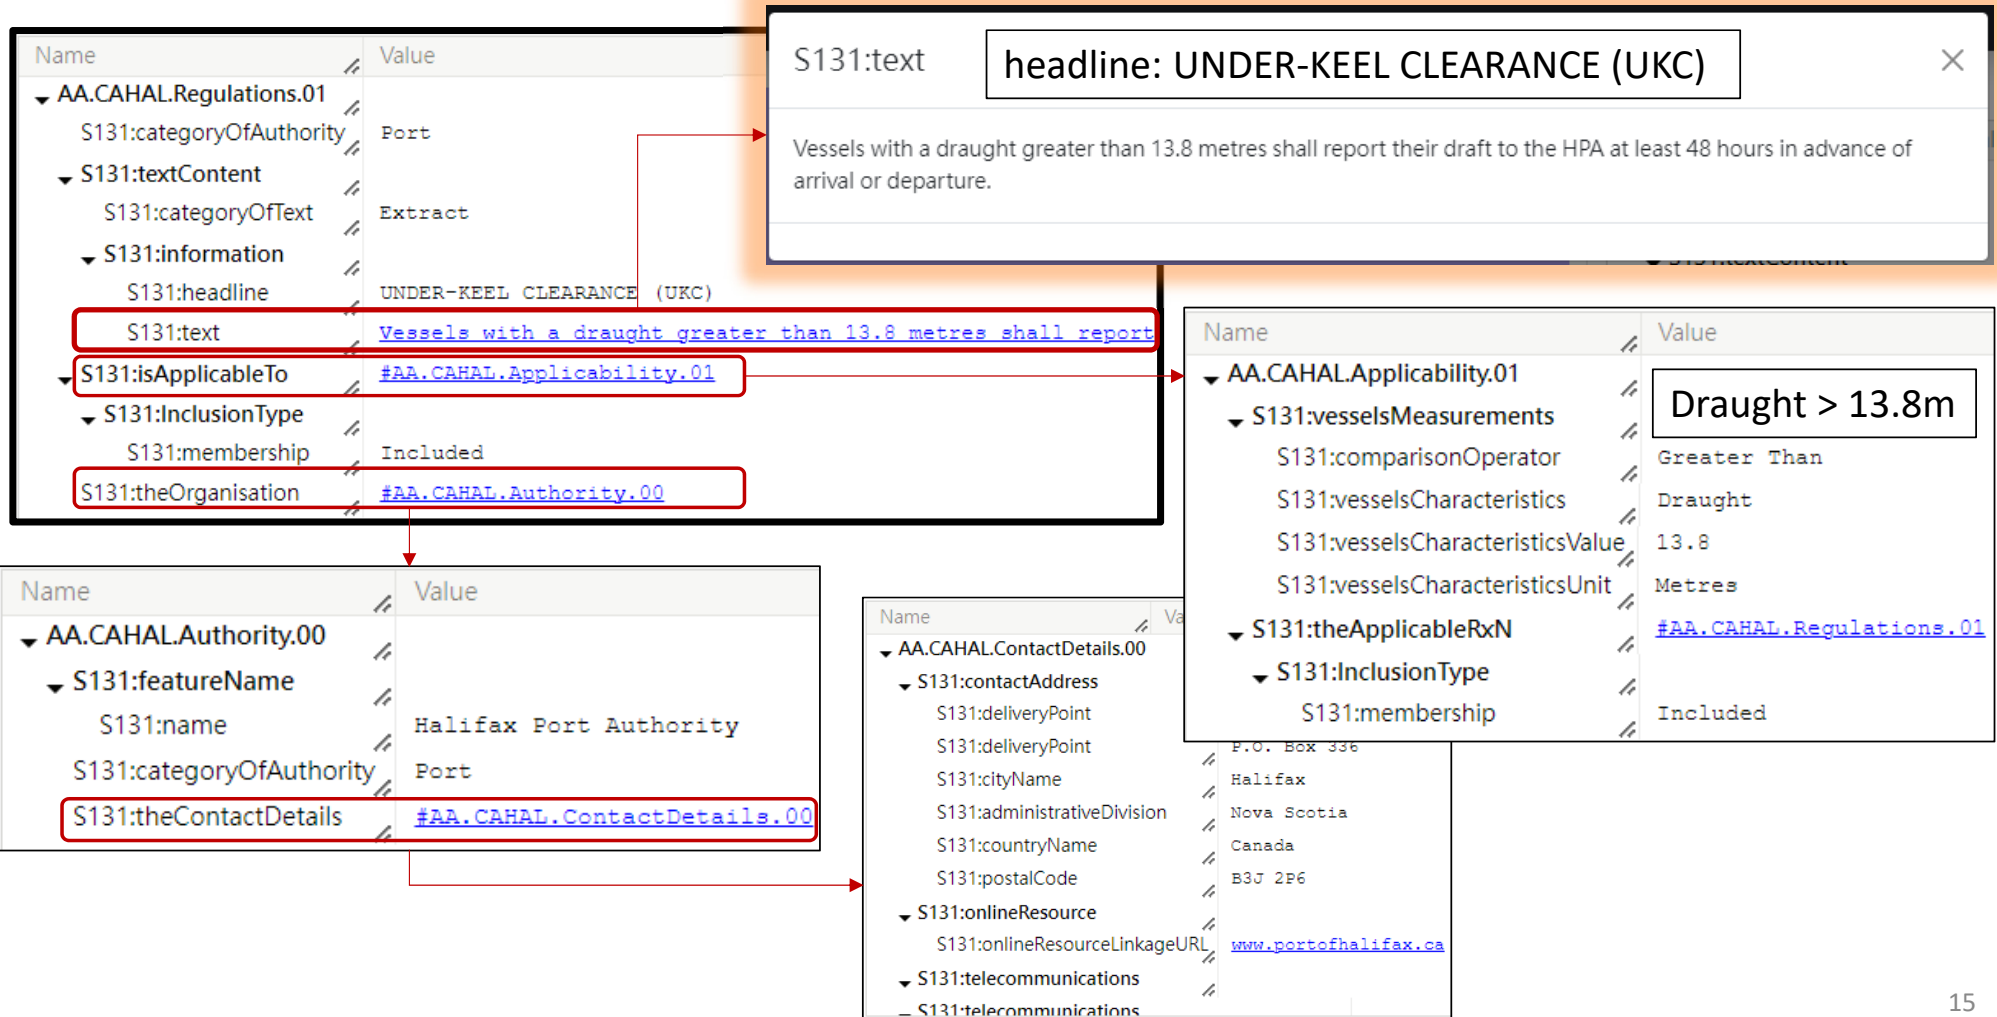 Name Value
AA.CAHAL.Regulations.01
S131:categoryOfAuthority Port
S131:textContent
S131:categoryOfText Extract
S131:information
S131:headline UNDER-KEEL CLEARANCE (UKC)
S131:text Vessels with a draught greater than 13.8 metres shall report
S131:isApplicableTo #AA.CAHAL.Applicability.01
S131:InclusionType
S131:membership Included
S131:theOrganisation #AA.CAHAL.Authority.00
S131:text
headline: UNDER-KEEL CLEARANCE (UKC)
Vessels with a draught greater than 13.8 metres shall report their draft to the HPA at least 48 hours in advance of
arrival or departure.
S131:textContent
Name Value
AA.CAHAL.Applicability.01
Draught > 13.8m
S131:vesselsMeasurements
S131:comparisonOperator Greater Than
S131:vesselsCharacteristics Draught
S131:vesselsCharacteristicsValue 13.8
S131:vesselsCharacteristicsUnit Metres
S131:theApplicableRxN #AA.CAHAL.Regulations.01
S131:InclusionType
S131:membership Included
Name Value
AA.CAHAL.Authority.00
S131:featureName
S131:name Halifax Port Authority
S131:categoryOfAuthority Port
S131:theContactDetails #AA.CAHAL.ContactDetails.00
Name Va
AA.CAHAL.ContactDetails.00
S131:contactAddress
S131:deliveryPoint
S131:deliveryPoint P.O. Box 336
S131:cityName Halifax
S131:administrativeDivision Nova Scotia
S131:countryName Canada
S131:postalCode B3J 2P6
S131:onlineResource
S131:onlineResourceLinkageURL www.portofhalifax.ca
S131:telecommunications
S131:telecommunications
15